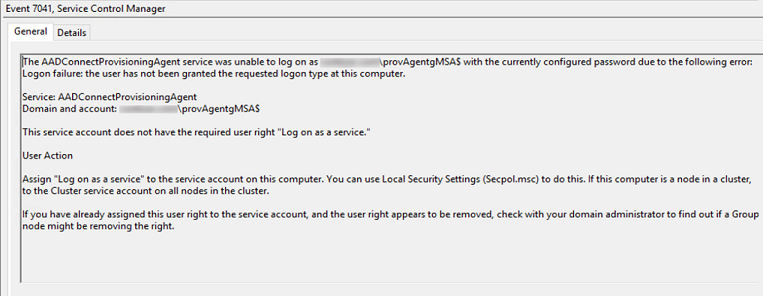 Event 7041, Service Control Manager
General
Details
The AADConnectProvisioningAgent service was unable to log on as \provAgentgMSA$ with the currently configured password due to the following error:
Logon failure: the user has not been granted the requested logon type at this computer.
Service: AADConnectProvisioningAgent
Domain and account: \provAgentgMSA$
This service account does not have the required user right "Log on as a service."
User Action
Assign "Log on as a service" to the service account on this computer. You can use Local Security Settings (Secpol.msc) to do this. If this computer is a node in a cluster,
to the Cluster service account on all nodes in the cluster.
If you have already assigned this user right to the service account, and the user right appears to be removed, check with your domain administrator to find out if a Group
node might be removing the right.